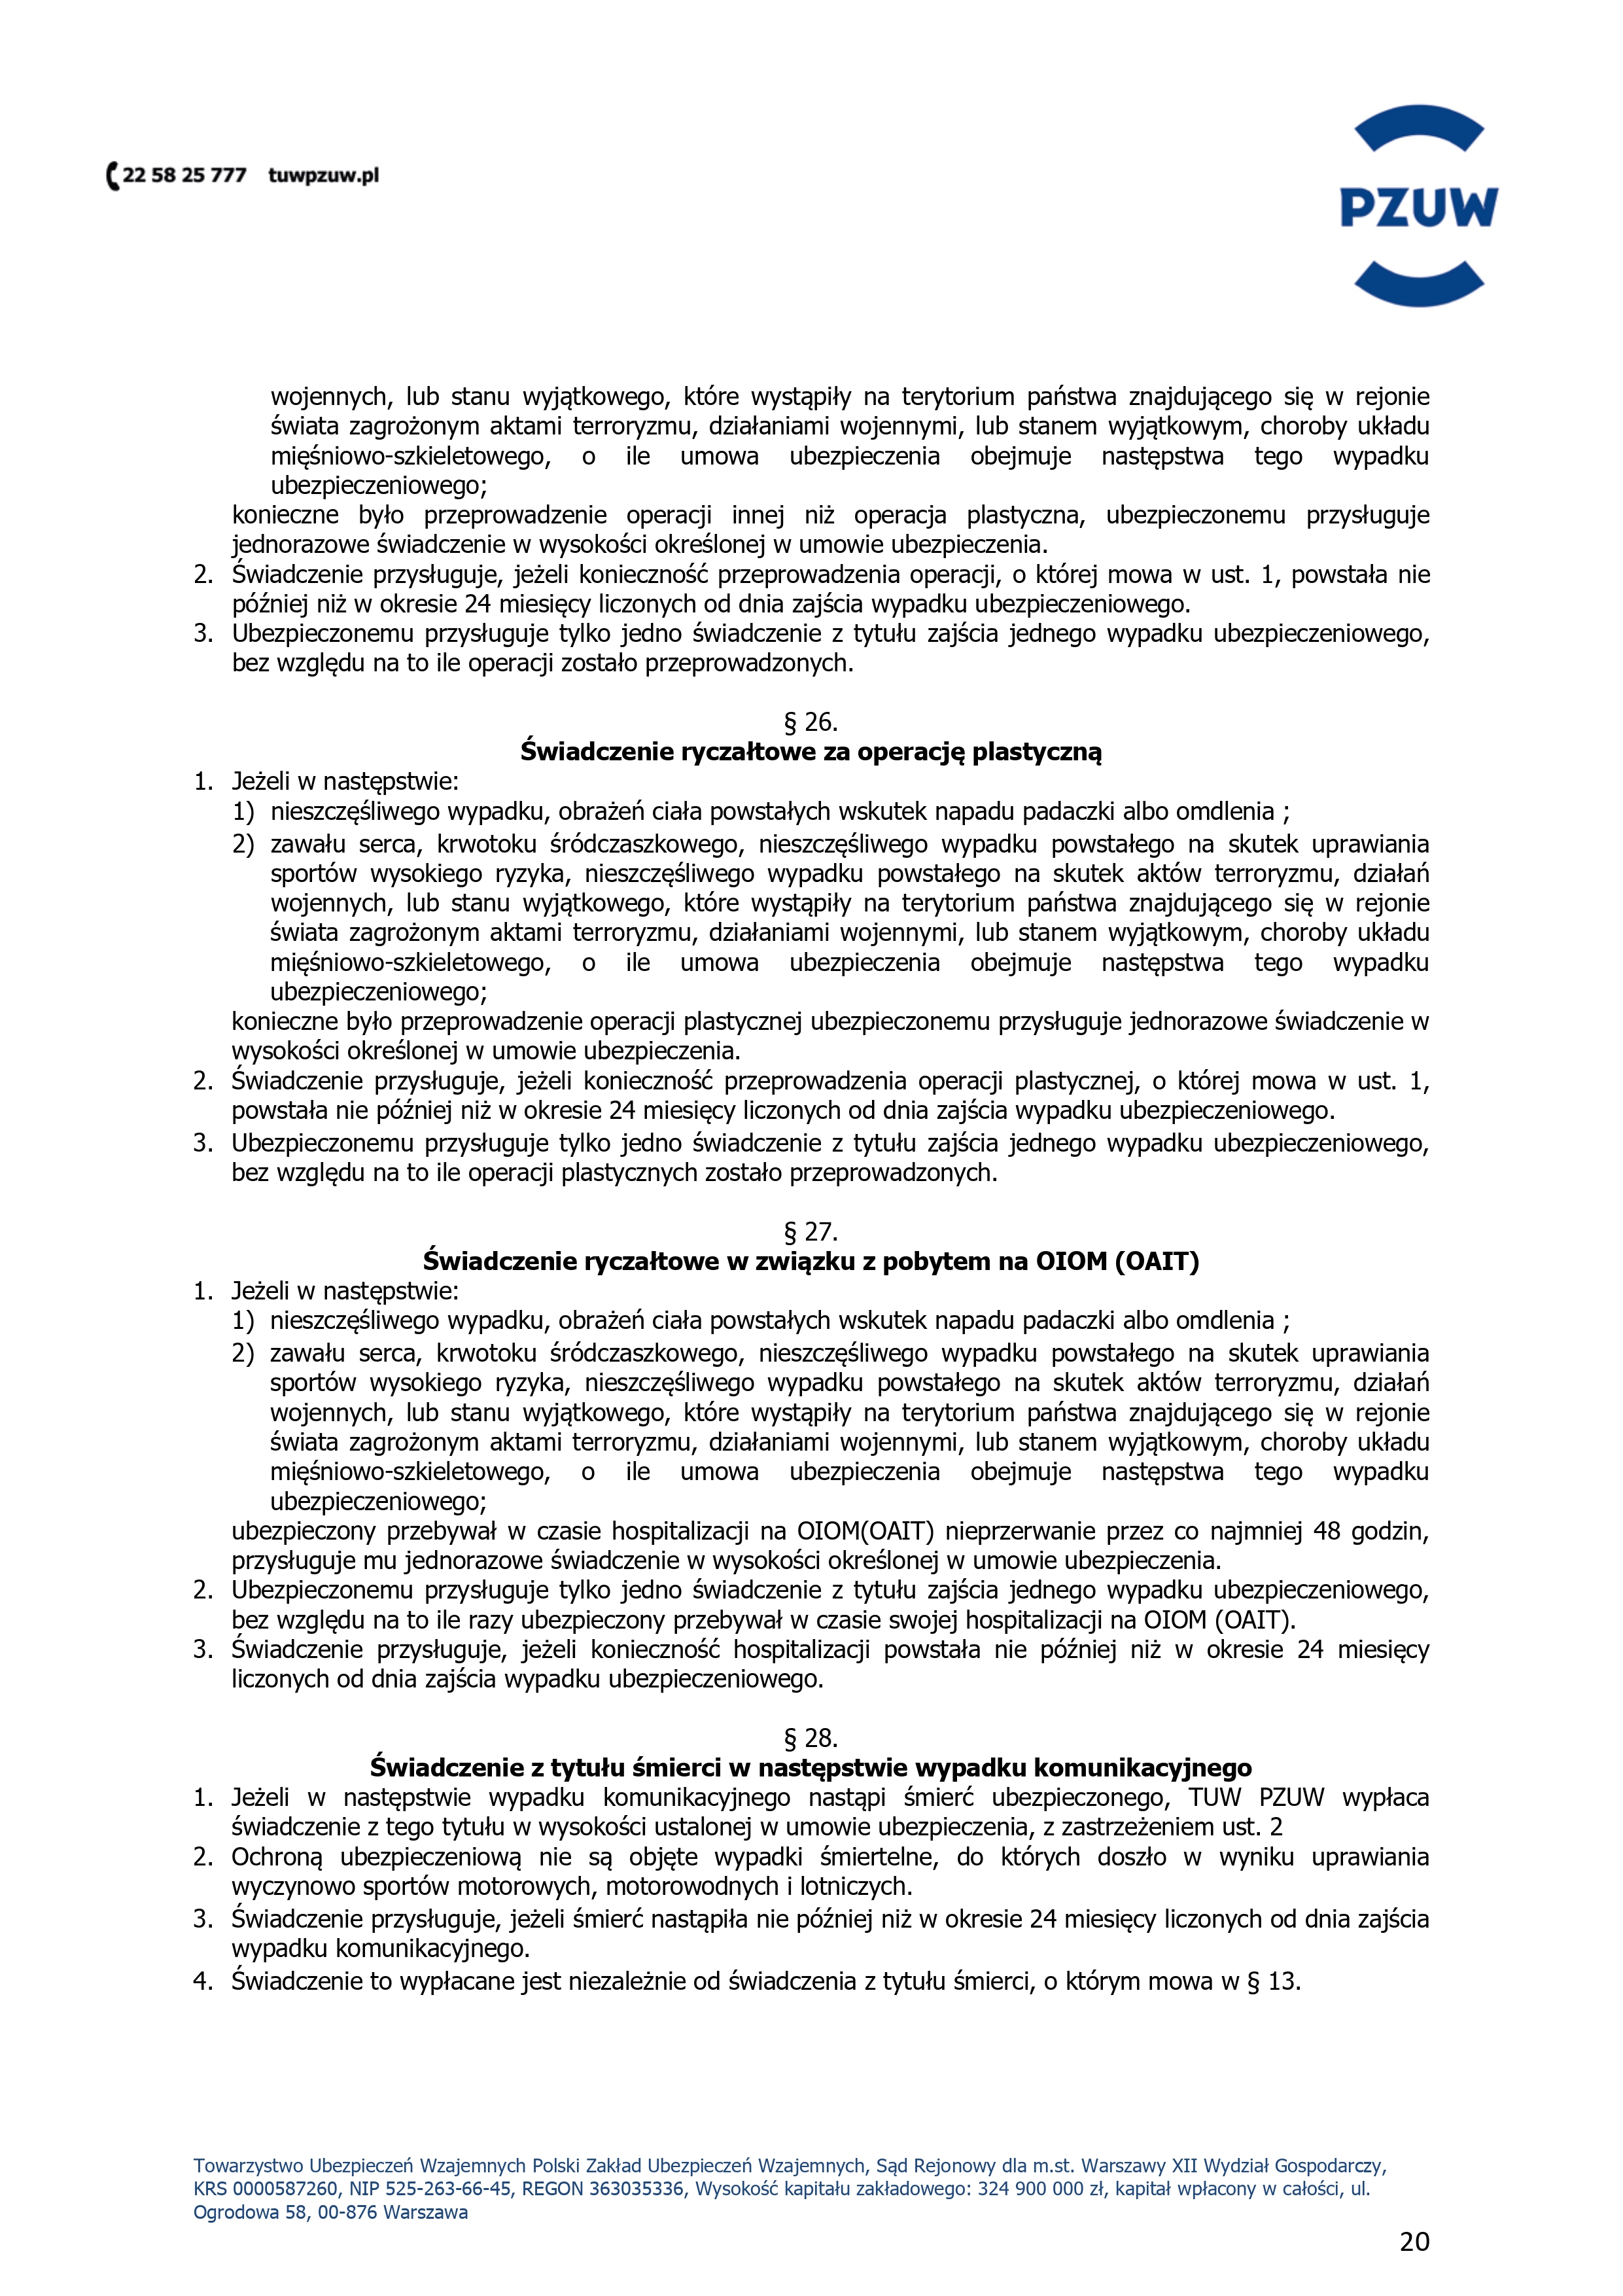 22 58 25 777 tuwpzuw.pl
PZUW
wojennych, lub stanu wyjątkowego, które wystąpiły na terytorium państwa znajdującego się w rejonie
świata zagrożonym aktami terroryzmu, działaniami wojennymi, lub stanem wyjątkowym, choroby układu
mięśniowo-szkieletowego, o ile umowa ubezpieczenia obejmuje następstwa tego wypadku
ubezpieczeniowego;
konieczne było przeprowadzenie operacji innej niż operacja plastyczna, ubezpieczonemu przysługuje
jednorazowe świadczenie w wysokości określonej w umowie ubezpieczenia.
2. Świadczenie przysługuje, jeżeli konieczność przeprowadzenia operacji, o której mowa w ust. 1, powstała nie
później niż w okresie 24 miesięcy liczonych od dnia zajścia wypadku ubezpieczeniowego.
3. Ubezpieczonemu przysługuje tylko jedno świadczenie z tytułu zajścia jednego wypadku ubezpieczeniowego,
bez względu na to ile operacji zostało przeprowadzonych.
§ 26.
Świadczenie ryczałtowe za operację plastyczną
1. Jeżeli w następstwie:
1) nieszczęśliwego wypadku, obrażeń ciała powstałych wskutek napadu padaczki albo omdlenia ;
2) zawału serca, krwotoku śródczaszkowego, nieszczęśliwego wypadku powstałego na skutek uprawiania
sportów wysokiego ryzyka, nieszczęśliwego wypadku powstałego na skutek aktów terroryzmu, działań
wojennych, lub stanu wyjątkowego, które wystąpiły na terytorium państwa znajdującego się w rejonie
świata zagrożonym aktami terroryzmu, działaniami wojennymi, lub stanem wyjątkowym, choroby układu
mięśniowo-szkieletowego, o ile umowa ubezpieczenia obejmuje następstwa tego wypadku
ubezpieczeniowego;
konieczne było przeprowadzenie operacji plastycznej ubezpieczonemu przysługuje jednorazowe świadczenie w
wysokości określonej w umowie ubezpieczenia.
2. Świadczenie przysługuje, jeżeli konieczność przeprowadzenia operacji plastycznej, o której mowa w ust. 1,
powstała nie później niż w okresie 24 miesięcy liczonych od dnia zajścia wypadku ubezpieczeniowego.
3. Ubezpieczonemu przysługuje tylko jedno świadczenie z tytułu zajścia jednego wypadku ubezpieczeniowego,
bez względu na to ile operacji plastycznych zostało przeprowadzonych.
§ 27.
Świadczenie ryczałtowe w związku z pobytem na OIOM (OAIT)
1. Jeżeli w następstwie:
1) nieszczęśliwego wypadku, obrażeń ciała powstałych wskutek napadu padaczki albo omdlenia ;
2) zawału serca, krwotoku śródczaszkowego, nieszczęśliwego wypadku powstałego na skutek uprawiania
sportów wysokiego ryzyka, nieszczęśliwego wypadku powstałego na skutek aktów terroryzmu, działań
wojennych, lub stanu wyjątkowego, które wystąpiły na terytorium państwa znajdującego się w rejonie
świata zagrożonym aktami terroryzmu, działaniami wojennymi, lub stanem wyjątkowym, choroby układu
mięśniowo-szkieletowego, o ile umowa ubezpieczenia obejmuje następstwa tego wypadku
ubezpieczeniowego;
ubezpieczony przebywał w czasie hospitalizacji na OIOM(OAIT) nieprzerwanie przez co najmniej 48 godzin,
przysługuje mu jednorazowe świadczenie w wysokości określonej w umowie ubezpieczenia.
2. Ubezpieczonemu przysługuje tylko jedno świadczenie z tytułu zajścia jednego wypadku ubezpieczeniowego,
bez względu na to ile razy ubezpieczony przebywał w czasie swojej hospitalizacji na OIOM (OAIT).
3. Świadczenie przysługuje, jeżeli konieczność hospitalizacji powstała nie później niż w okresie 24 miesięcy
liczonych od dnia zajścia wypadku ubezpieczeniowego.
§ 28.
Świadczenie z tytułu śmierci w następstwie wypadku komunikacyjnego
1. Jeżeli w następstwie wypadku komunikacyjnego nastąpi śmierć ubezpieczonego, TUW PZUW wypłaca
świadczenie z tego tytułu w wysokości ustalonej w umowie ubezpieczenia, z zastrzeżeniem ust. 2
2. Ochroną ubezpieczeniową nie są objęte wypadki śmiertelne, do których doszło w wyniku uprawiania
wyczynowo sportów motorowych, motorowodnych i lotniczych.
3. Świadczenie przysługuje, jeżeli śmierć nastąpiła nie później niż w okresie 24 miesięcy liczonych od dnia zajścia
wypadku komunikacyjnego.
4. Świadczenie to wypłacane jest niezależnie od świadczenia z tytułu śmierci, o którym mowa w § 13.
Towarzystwo Ubezpieczeń Wzajemnych Polski Zakład Ubezpieczeń Wzajemnych, Sąd Rejonowy dla m.st. Warszawy XII Wydział Gospodarczy,
KRS 0000587260, NIP 525-263-66-45, REGON 363035336, Wysokość kapitału zakładowego: 324 900 000 zł, kapitał wpłacony w całości, ul.
Ogrodowa 58, 00-876 Warszawa
20